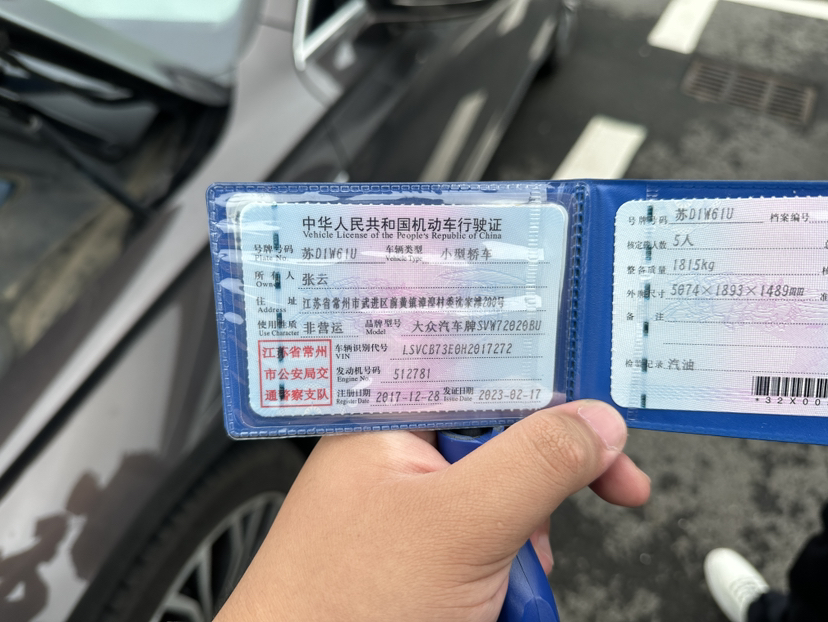 中华人民共和国机动车行驶证
Vehicle License of the People's Republic of China
号牌号码 苏D1W61U 车辆类型 小型轿车
Plate No. Vehicle Type
所有人 张云
Owner
住址 江苏省常州市武进区前黄镇
Address
使用性质 非营运 品牌型号 大众汽车牌SVW72020BU
Use Character Model
江苏省常州
市公安局交
通警察支队
车辆识别代号 LSVCB73E0H2017272
VIN
发动机号码 512781
Engine No.
注册日期 2017-12-28 发证日期 2023-02-17
Register Date Issue Date
号牌号码 苏D1W61U 档案编号
核定载人数 5人
整备质量 1815kg
外廓尺寸 5074×1893×1489mm
备注
检验记录 汽油
*32X00